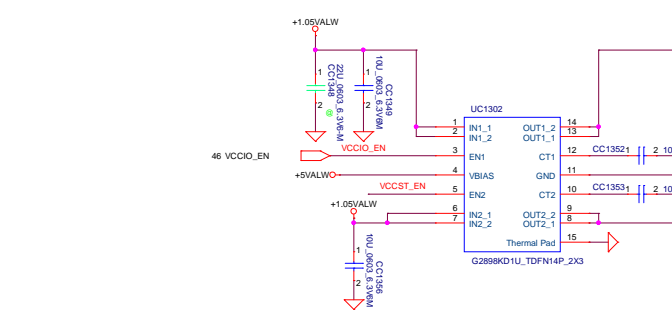 +1.05VALW
1
2
22U_0603_6.3V6-M
CC1348
@
1
2
10U_0603_6.3V6M
CC1349
UC1302
1 IN1_1
2 IN1_2
OUT1_2 14
OUT1_1 13
46 VCCIO_EN
VCCIO_EN
3 EN1
CT1 12
CC1352 1 2 10
+5VALW
4 VBIAS
GND 11
VCCST_EN
5 EN2
CT2 10
CC1353 1 2 10
+1.05VALW
6 IN2_1
7 IN2_2
OUT2_2 9
OUT2_1 8
Thermal Pad 15
1
2
10U_0603_6.3V6M
CC1356
G2898KD1U_TDFN14P_2X3